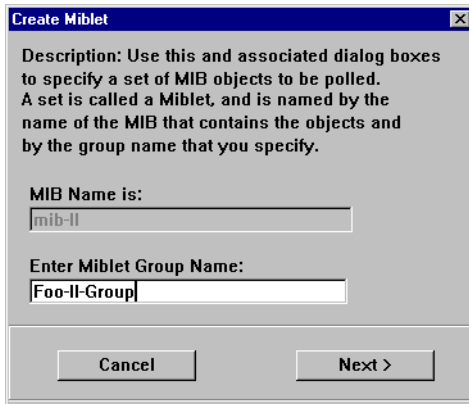 Create Miblet
Description: Use this and associated dialog boxes
to specify a set of MIB objects to be polled.
A set is called a Miblet, and is named by the
name of the MIB that contains the objects and
by the group name that you specify.
MIB Name is:
mib-II
Enter Miblet Group Name:
Foo-II-Group
Cancel
Next >